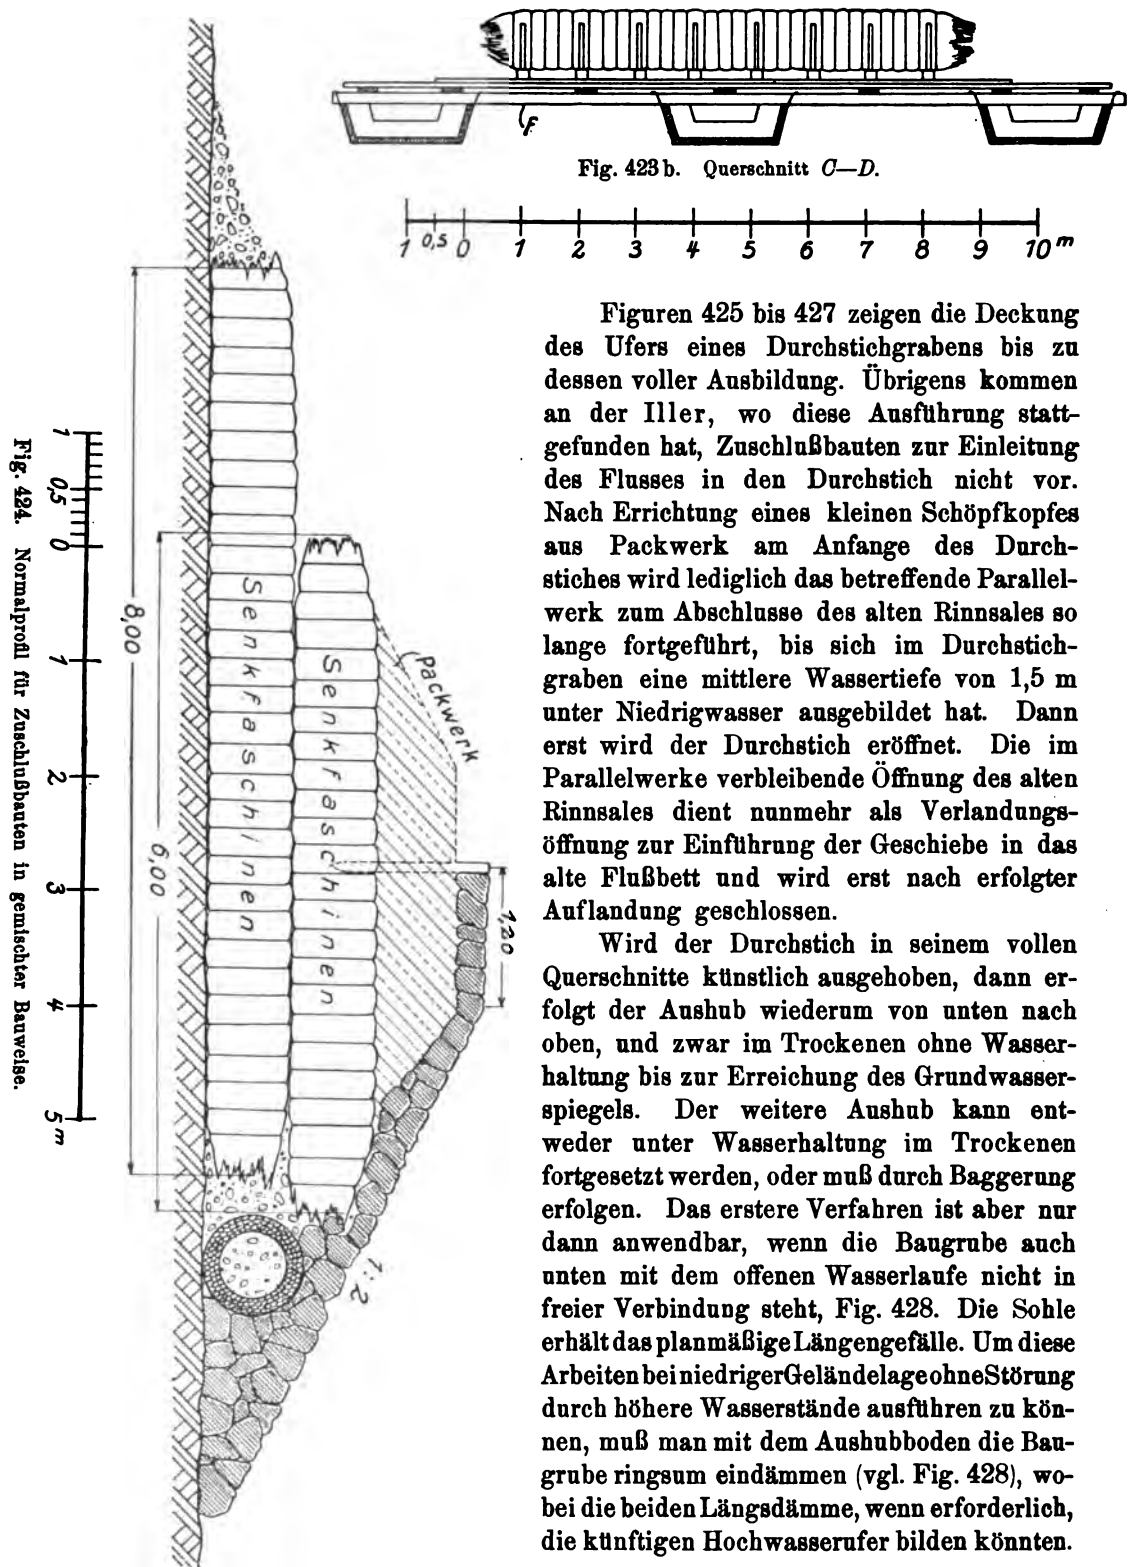 F
Fig. 423 b. Querschnitt C—D.
1 0,5 0 1 2 3 4 5 6 7 8 9 10 m
Figuren 425 bis 427 zeigen die Deckung
des Ufers eines Durchstichgrabens bis zu
dessen voller Ausbildung. Übrigens kommen
an der Iller, wo diese Ausführung statt-
gefunden hat, Zuschlußbauten zur Einleitung
des Flusses in den Durchstich nicht vor.
Nach Errichtung eines kleinen Schöpfkopfes
aus Packwerk am Anfange des Durch-
stiches wird lediglich das betreffende Parallel-
werk zum Abschlusse des alten Rinnsales so
lange fortgeführt, bis sich im Durchstich-
graben eine mittlere Wassertiefe von 1,5 m
unter Niedrigwasser ausgebildet hat. Dann
erst wird der Durchstich eröffnet. Die im
Parallelwerke verbleibende Öffnung des alten
Rinnsales dient nunmehr als Verlandungs-
öffnung zur Einführung der Geschiebe in das
alte Flußbett und wird erst nach erfolgter
Auflandung geschlossen.
Wird der Durchstich in seinem vollen
Querschnitte künstlich ausgehoben, dann er-
folgt der Aushub wiederum von unten nach
oben, und zwar im Trockenen ohne Wasser-
haltung bis zur Erreichung des Grundwasser-
spiegels. Der weitere Aushub kann ent-
weder unter Wasserhaltung im Trockenen
fortgesetzt werden, oder muß durch Baggerung
erfolgen. Das erstere Verfahren ist aber nur
dann anwendbar, wenn die Baugrube auch
unten mit dem offenen Wasserlaufe nicht in
freier Verbindung steht, Fig. 428. Die Sohle
erhält das planmäßige Längengefälle. Um diese
Arbeiten bei niedriger Geländelage ohne Störung
durch höhere Wasserstände ausführen zu kön-
nen, muß man mit dem Aushubboden die Bau-
grube ringsum eindämmen (vgl. Fig. 428), wo-
bei die beiden Längsdämme, wenn erforderlich,
die künftigen Hochwasserufer bilden könnten.
8,00
6,00
Senkfaschinen
Senkfaschinen
Packwerk
1,20
1:2
1 0,5 0 1 2 3 4 5 m
Fig. 424. Normalprofil für Zuschlußbauten in gemischter Bauweise.